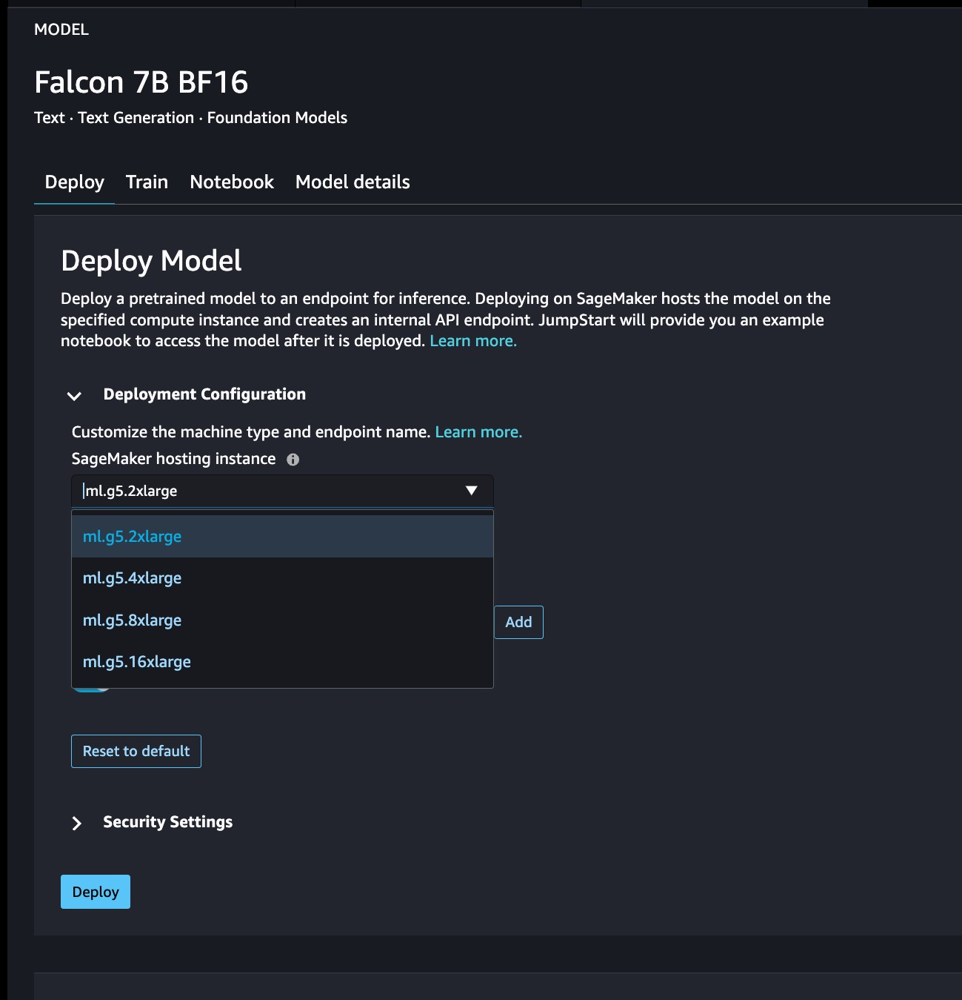 MODEL
Falcon 7B BF16
Text · Text Generation · Foundation Models
Deploy Train Notebook Model details
Deploy Model
Deploy a pretrained model to an endpoint for inference. Deploying on SageMaker hosts the model on the
specified compute instance and creates an internal API endpoint. JumpStart will provide you an example
notebook to access the model after it is deployed. Learn more.
Deployment Configuration
Customize the machine type and endpoint name. Learn more.
SageMaker hosting instance
ml.g5.2xlarge
ml.g5.2xlarge
ml.g5.4xlarge
ml.g5.8xlarge
Add
ml.g5.16xlarge
Reset to default
Security Settings
Deploy